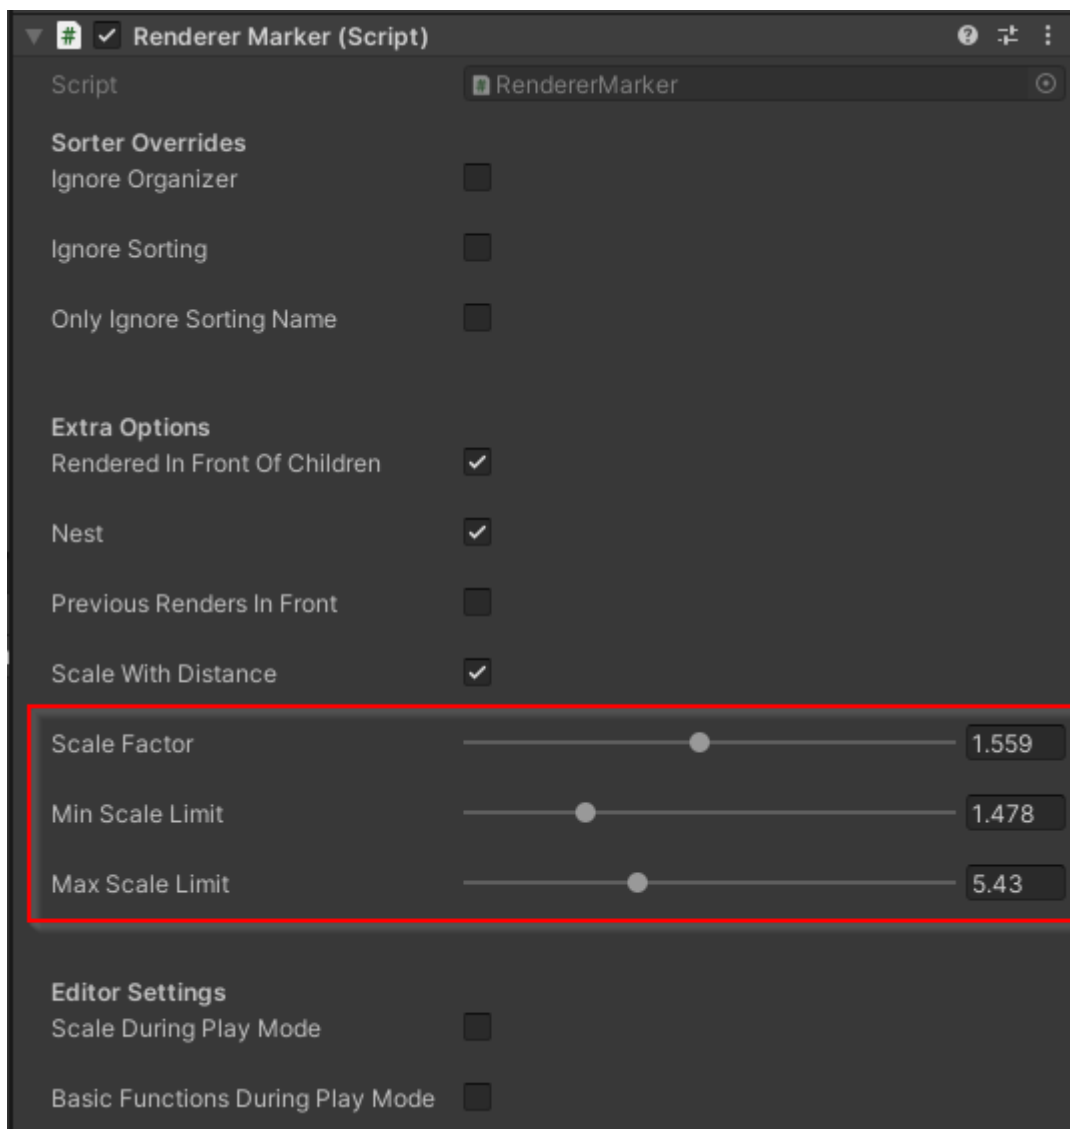 # Renderer Marker (Script)
Script # RendererMarker
Sorter Overrides
Ignore Organizer
Ignore Sorting
Only Ignore Sorting Name
Extra Options
Rendered In Front Of Children
Nest
Previous Renders In Front
Scale With Distance
Scale Factor 1.559
Min Scale Limit 1.478
Max Scale Limit 5.43
Editor Settings
Scale During Play Mode
Basic Functions During Play Mode